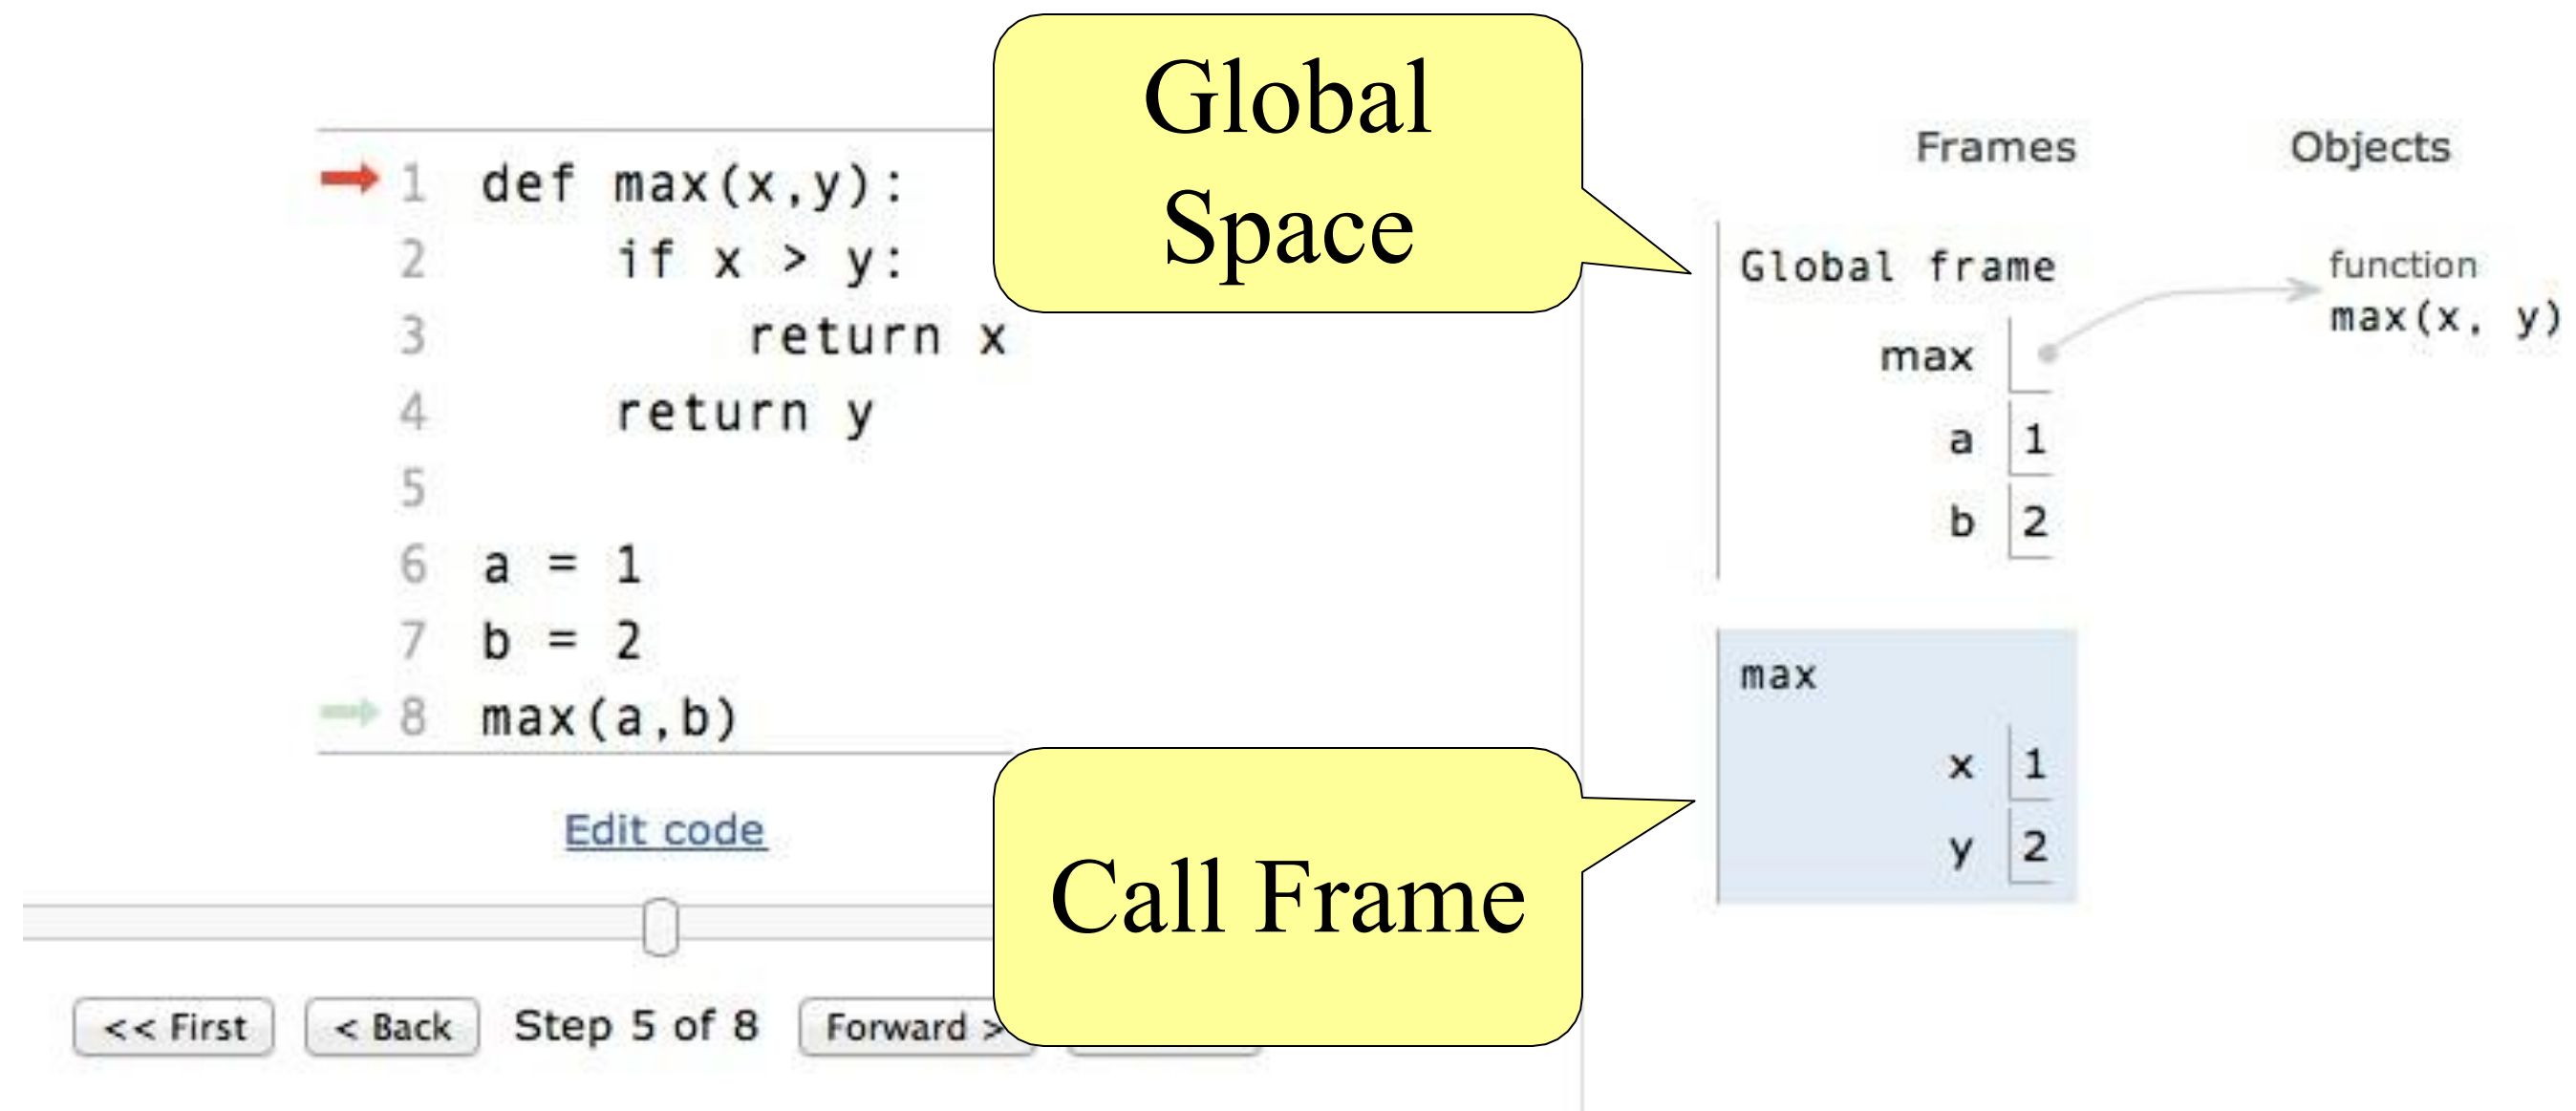 Global
Space
1 def max(x,y):
2 if x > y:
3 return x
4 return y
5
6 a = 1
7 b = 2
8 max(a,b)
Edit code
<< First
< Back
Step 5 of 8
Forward >
Call Frame
Frames
Objects
Global frame
function
max(x, y)
max
a 1
b 2
max
x 1
y 2